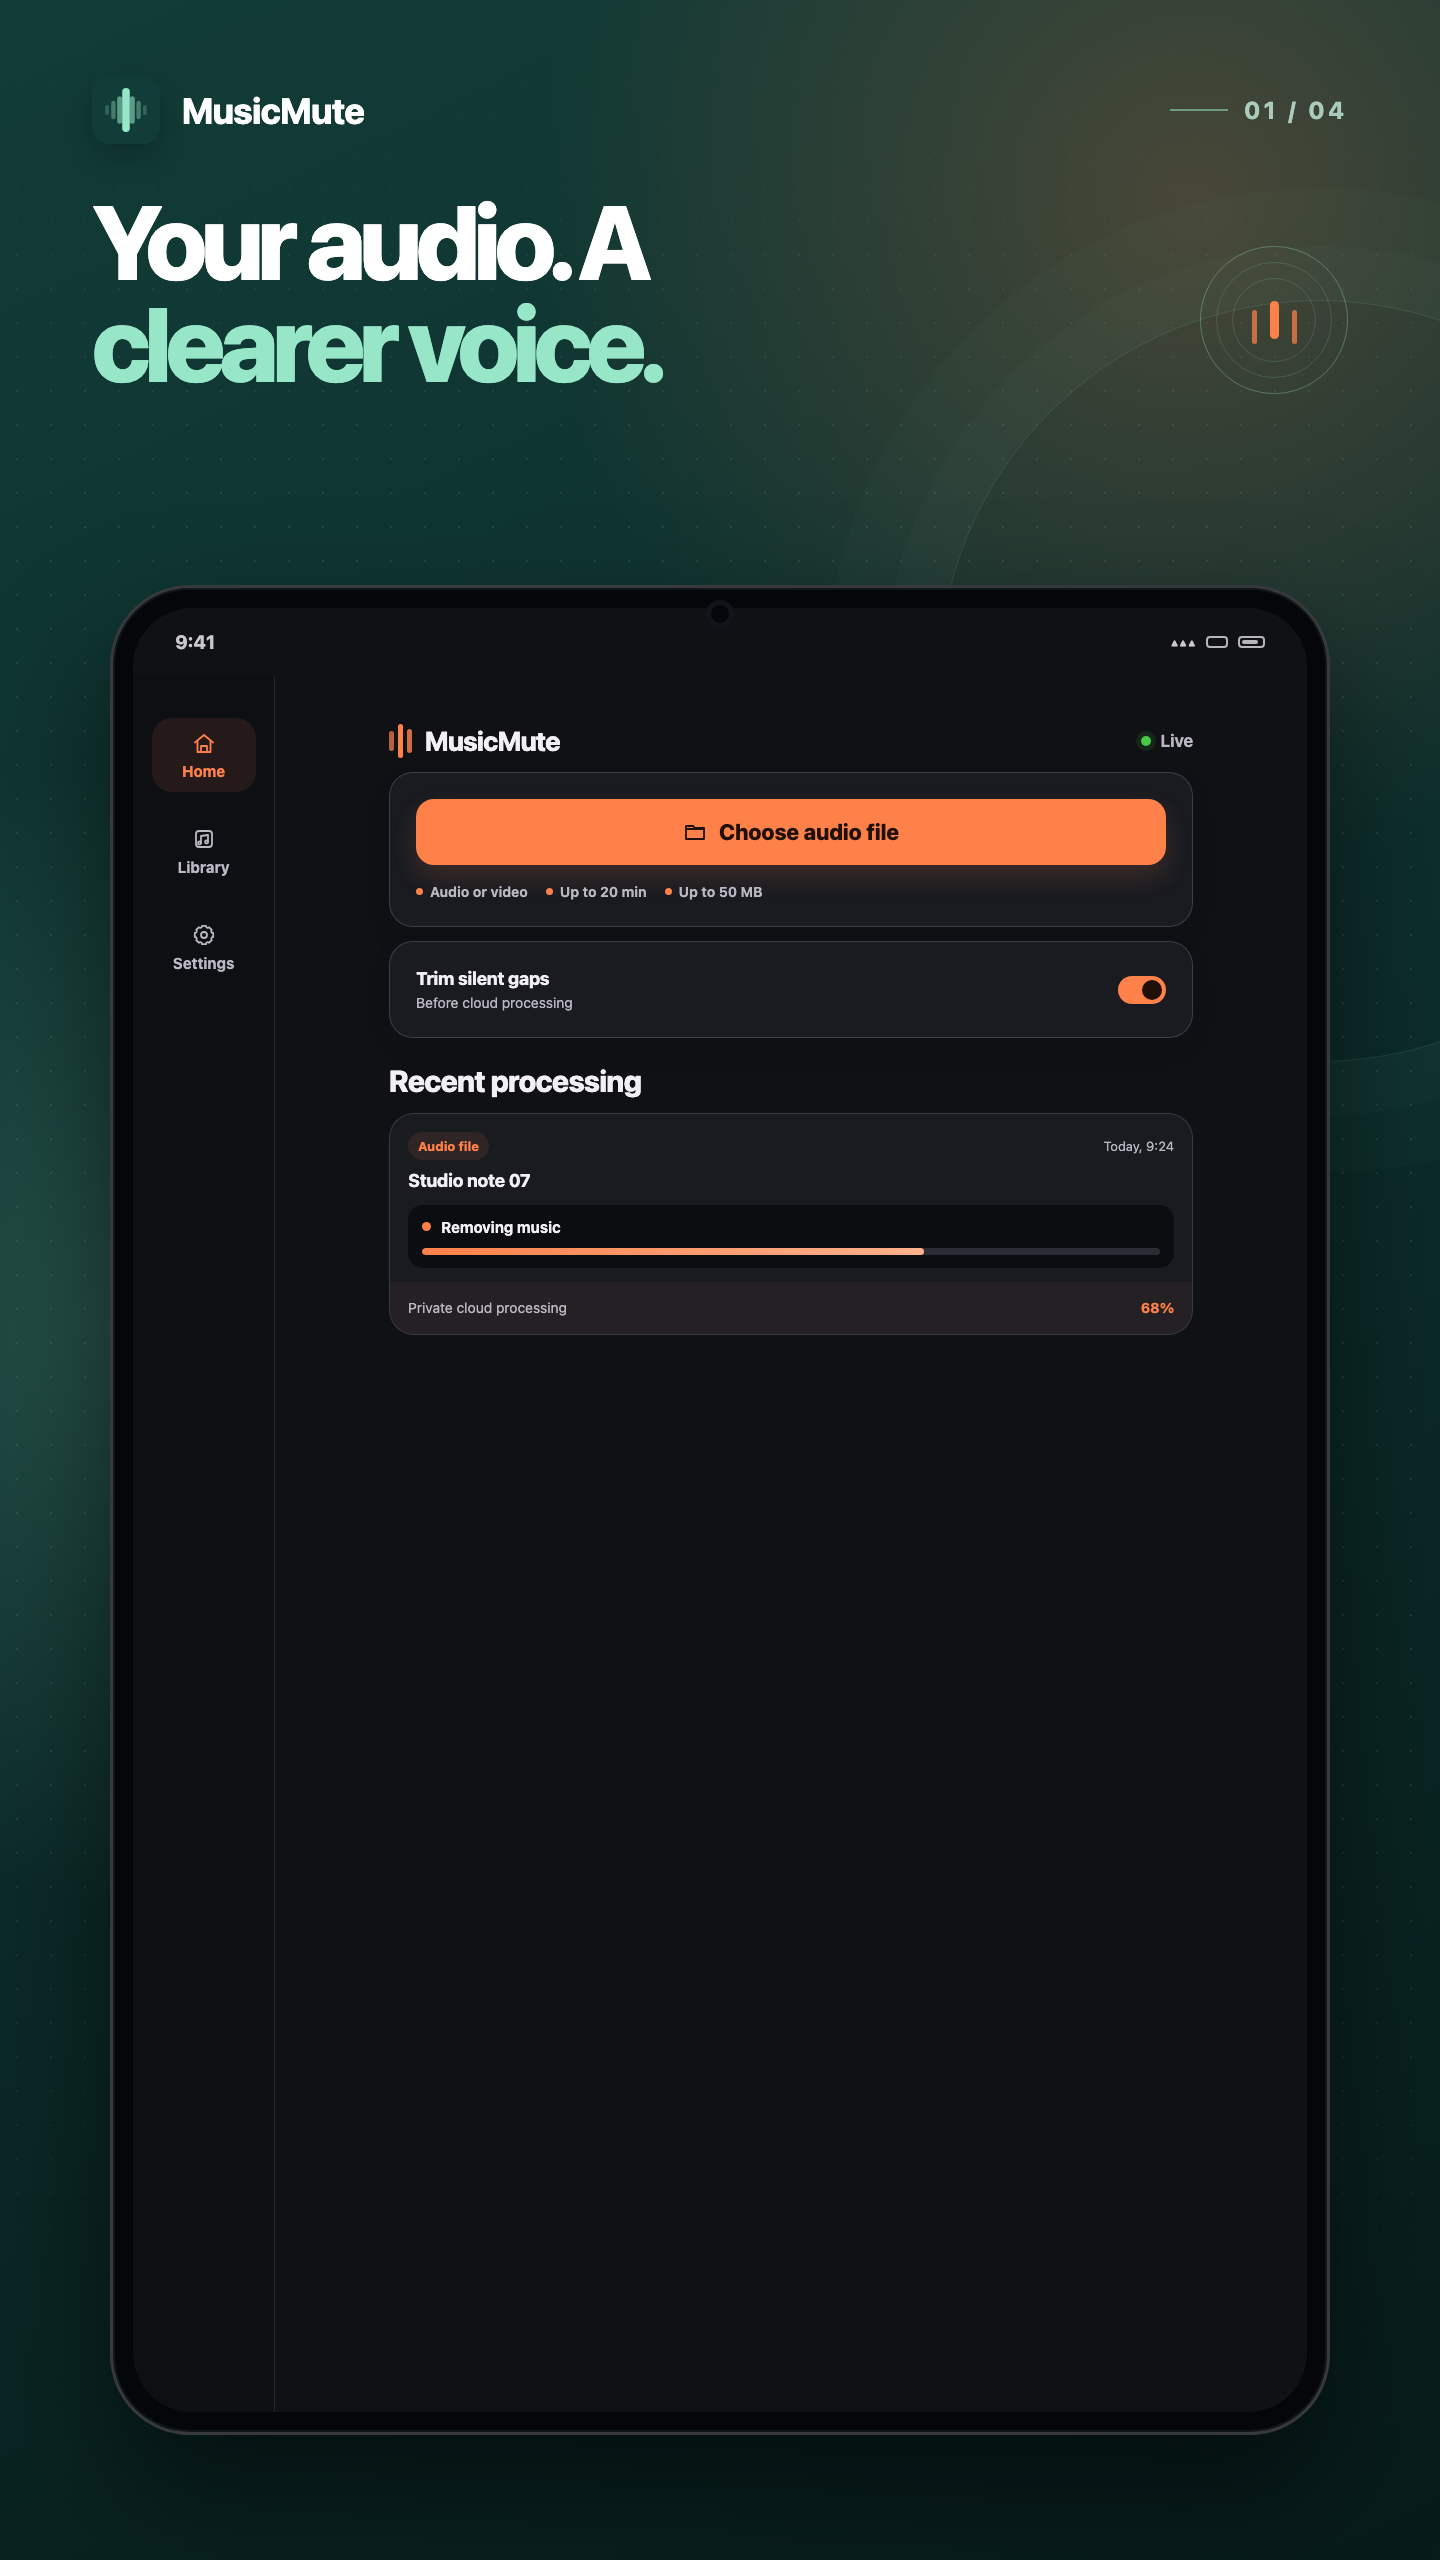 MusicMute
01 / 04
Your audio. A
clearer voice.
9:41
Home
Library
Settings
MusicMute
Live
Choose audio file
Audio or video
Up to 20 min
Up to 50 MB
Trim silent gaps
Before cloud processing
Recent processing
Audio file
Today, 9:24
Studio note 07
Removing music
Private cloud processing
68%